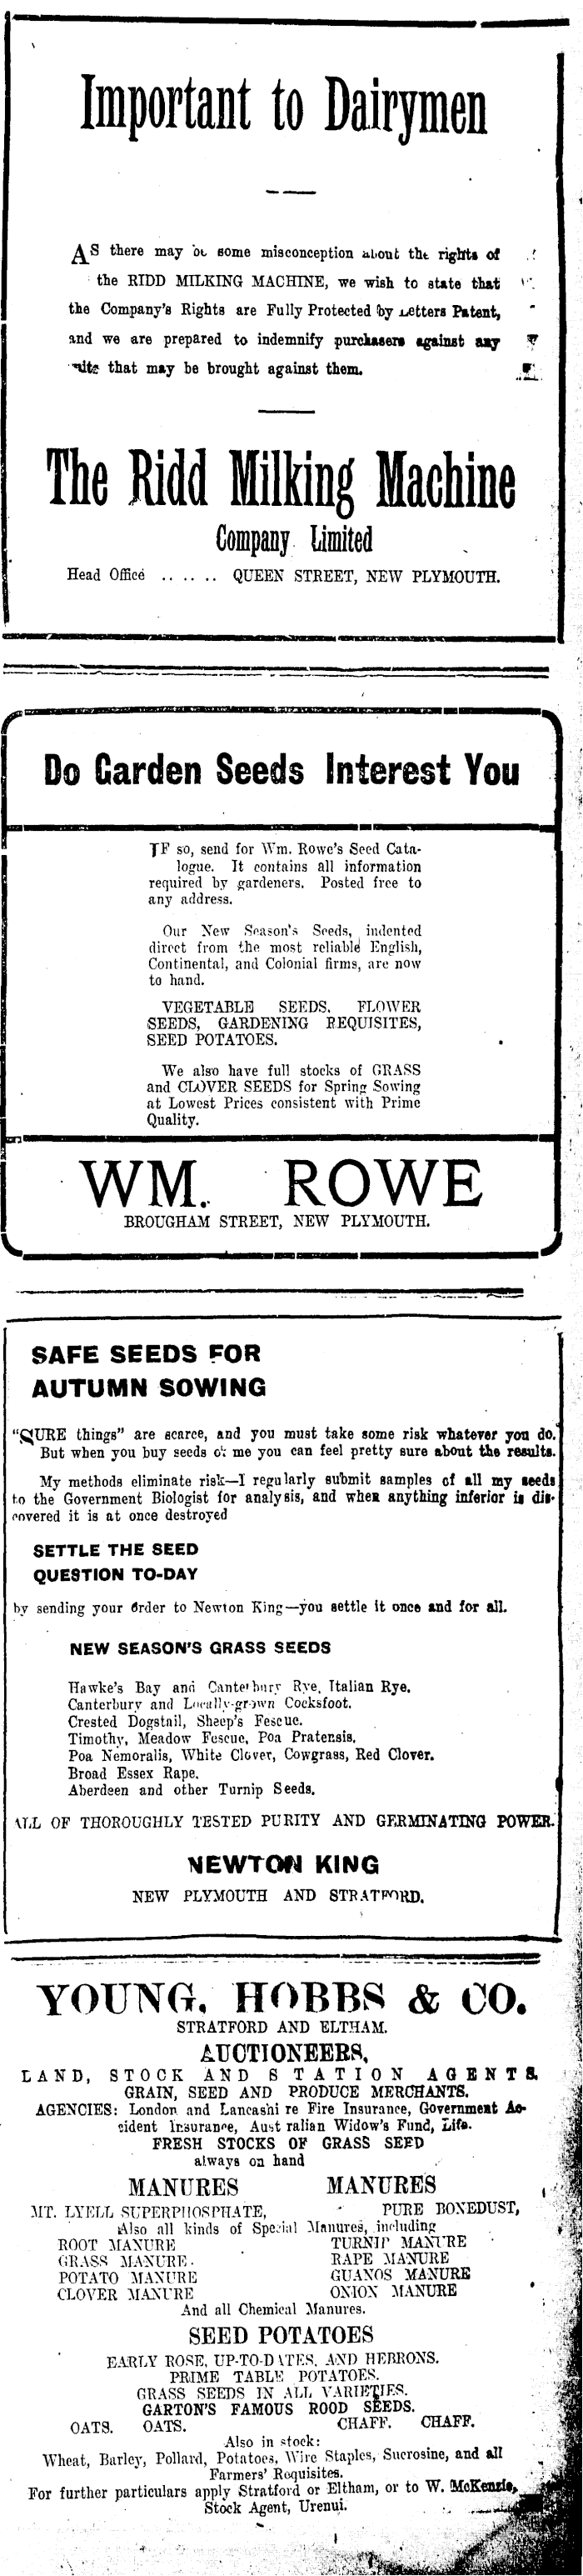 Important to Dairymen
AS there may be some misconception about the rights of
the RIDD MILKING MACHINE, we wish to state that
the Company's Rights are Fully Protected by Letters Patent,
and we are prepared to indemnify purchasers against any
that may be brought against them.
The Ridd Milking Machine
Company Limited
Head Office .. .. .. QUEEN STREET, NEW PLYMOUTH.
Do Garden Seeds Interest You
IF so, send for Wm. Rowe's Seed Cata-
logue. It contains all information
required by gardeners. Posted free to
any address.
Our New Season's Seeds, indented
direct from the most reliable English,
Continental, and Colonial firms, are now
to hand.
VEGETABLE SEEDS, FLOWER
SEEDS, GARDENING REQUISITES,
SEED POTATOES.
We also have full stocks of GRASS
and CLOVER SEEDS for Spring Sowing
at Lowest Prices consistent with Prime
Quality.
WM. ROWE
BROUGHAM STREET, NEW PLYMOUTH.
SAFE SEEDS FOR
AUTUMN SOWING
"SURE things" are scarce, and you must take some risk whatever you do.
But when you buy seeds of me you can feel pretty sure about the results.
My methods eliminate risk—I regularly submit samples of all my seeds
to the Government Biologist for analysis, and when anything inferior is dis-
covered it is at once destroyed
SETTLE THE SEED
QUESTION TO-DAY
by sending your order to Newton King—you settle it once and for all.
NEW SEASON'S GRASS SEEDS
Hawke's Bay and Canterbury Rye, Italian Rye.
Canterbury and Locally-grown Cocksfoot.
Crested Dogstail, Sheep's Fescue.
Timothy, Meadow Fescue, Poa Pratensis.
Poa Nemoralis, White Clover, Cowgrass, Red Clover.
Broad Essex Rape.
Aberdeen and other Turnip Seeds.
ALL OF THOROUGHLY TESTED PURITY AND GERMINATING POWER.
NEWTON KING
NEW PLYMOUTH AND STRATFORD.
YOUNG, HOBBS & CO.
STRATFORD AND ELTHAM.
AUCTIONEERS,
LAND, STOCK AND STATION AGENTS.
GRAIN, SEED AND PRODUCE MERCHANTS.
AGENCIES: London and Lancashi re Fire Insurance, Government Ac-
cident Insurance, Aust ralian Widow's Fund, Life.
FRESH STOCKS OF GRASS SEED
always on hand
MANURES MANURES
MT. LYELL SUPERPHOSPHATE, PURE BONEDUST,
Also all kinds of Special Manures, including
ROOT MANURE TURNIP MANURE
GRASS MANURE. RAPE MANURE
POTATO MANURE GUANOS MANURE
CLOVER MANURE ONION MANURE
And all Chemical Manures.
SEED POTATOES
EARLY ROSE, UP-TO-DATES, AND HEBRONS.
PRIME TABLE POTATOES.
GRASS SEEDS IN ALL VARIETIES.
GARTON'S FAMOUS ROOD SEEDS.
OATS. OATS. CHAFF. CHAFF.
Also in stock:
Wheat, Barley, Pollard, Potatoes, Wire Staples, Sucrosine, and all
Farmers' Requisites.
For further particulars apply Stratford or Eltham, or to W. McKenzie,
Stock Agent, Urenui.